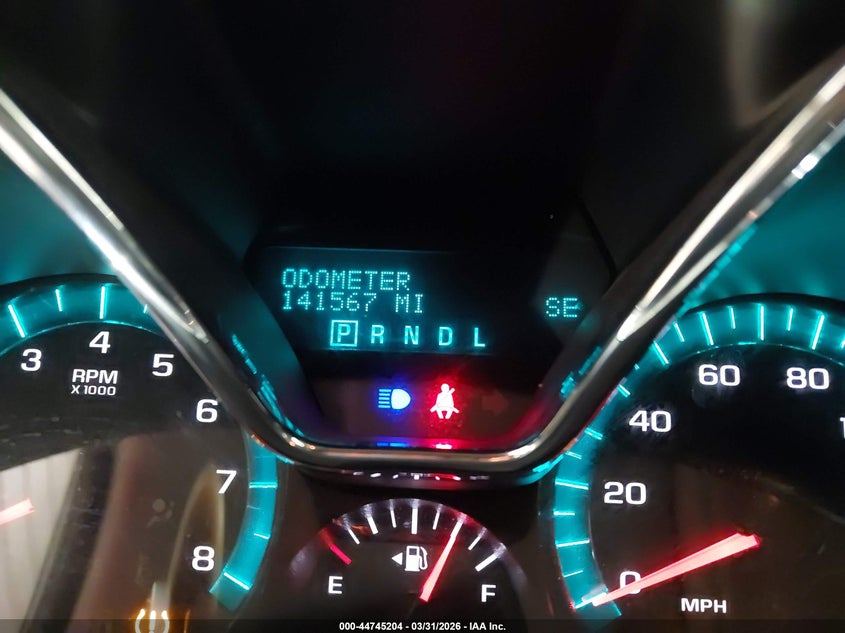 ODOMETER
141567 MI SE
P R N D L
3 4 5 6 7 8
RPM
X 1000
E F
0 20 40 60 80
MPH
000-44745204 - 03/31/2026 - IAA Inc.